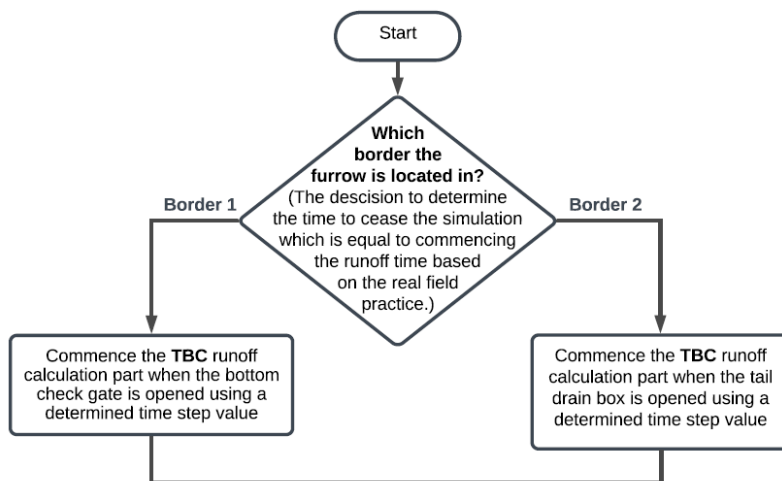 Start
Which
border the
furrow is located in?
(The descision to determine
the time to cease the simulation
which is equal to commencing
the runoff time based
on the real field
practice.)
Border 1
Border 2
Commence the TBC runoff
calculation part when the bottom
check gate is opened using a
determined time step value
Commence the TBC runoff
calculation part when the tail
drain box is opened using a
determined time step value